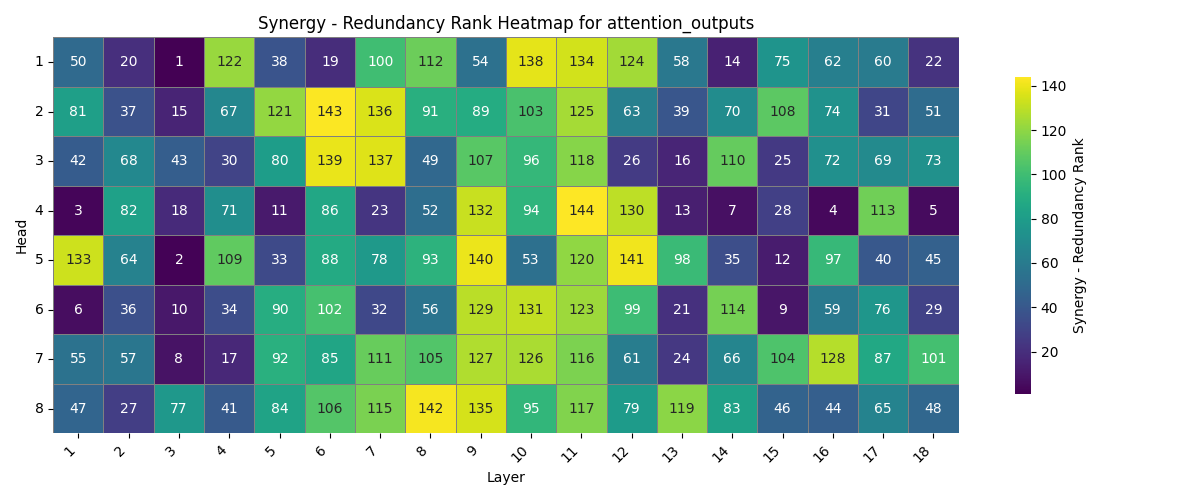 Synergy - Redundancy Rank Heatmap for attention_outputs
Head
1 50 20 1 122 38 19 100 112 54 138 134 124 58 14 75 62 60 22
2 81 37 15 67 121 143 136 91 89 103 125 63 39 70 108 74 31 51
3 42 68 43 30 80 139 137 49 107 96 118 26 16 110 25 72 69 73
4 3 82 18 71 11 86 23 52 132 94 144 130 13 7 28 4 113 5
5 133 64 2 109 33 88 78 93 140 53 120 141 98 35 12 97 40 45
6 6 36 10 34 90 102 32 56 129 131 123 99 21 114 9 59 76 29
7 55 57 8 17 92 85 111 105 127 126 116 61 24 66 104 128 87 101
8 47 27 77 41 84 106 115 142 135 95 117 79 119 83 46 44 65 48
1 2 3 4 5 6 7 8 9 10 11 12 13 14 15 16 17 18
Layer
140
120
100
80
60
40
20
Synergy - Redundancy Rank